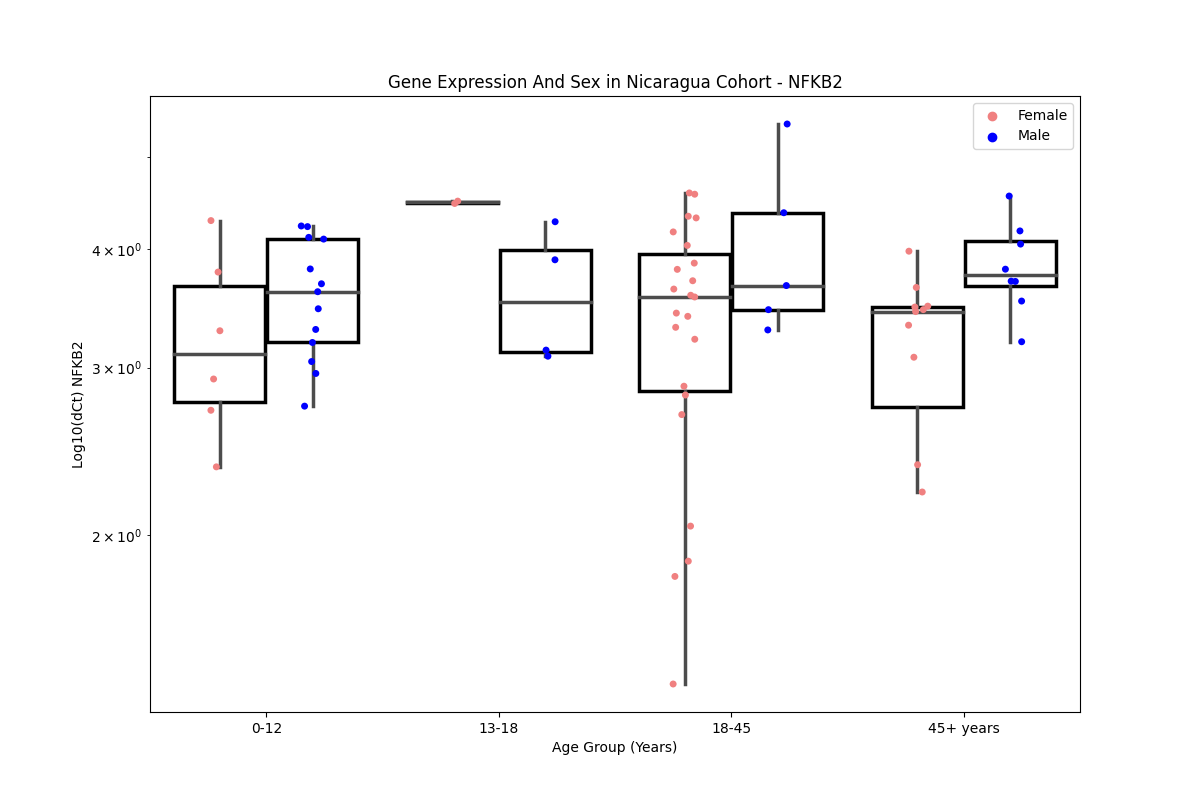 Gene Expression And Sex in Nicaragua Cohort - NFKB2
Female
Male
4 × 10⁰
3 × 10⁰
2 × 10⁰
Log10(dCt) NFKB2
0-12
13-18
18-45
45+ years
Age Group (Years)